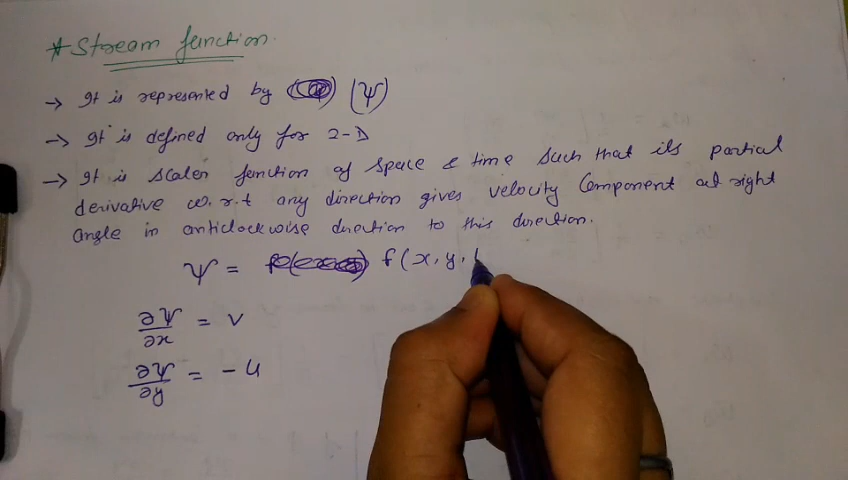 * Stream function.
→ It is represented by (ψ)
→ It is defined only for 2-D
→ It is scaler function of space & time such that its partial
derivative w.r.t any direction gives velocity component at right
angle in anticlockwise direction to this direction.
ψ = f(x, y,
∂ψ/∂x = v
∂ψ/∂y = -u